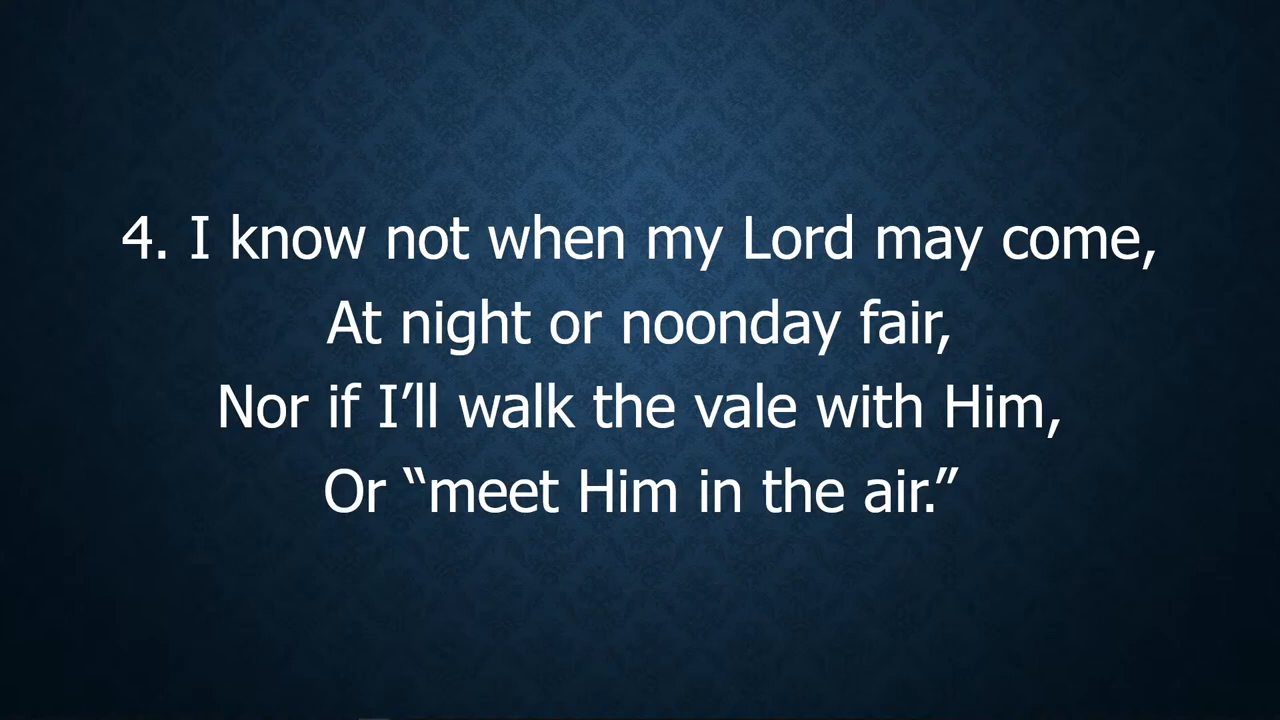 4. I know not when my Lord may come,
At night or noonday fair,
Nor if I’ll walk the vale with Him,
Or “meet Him in the air.”